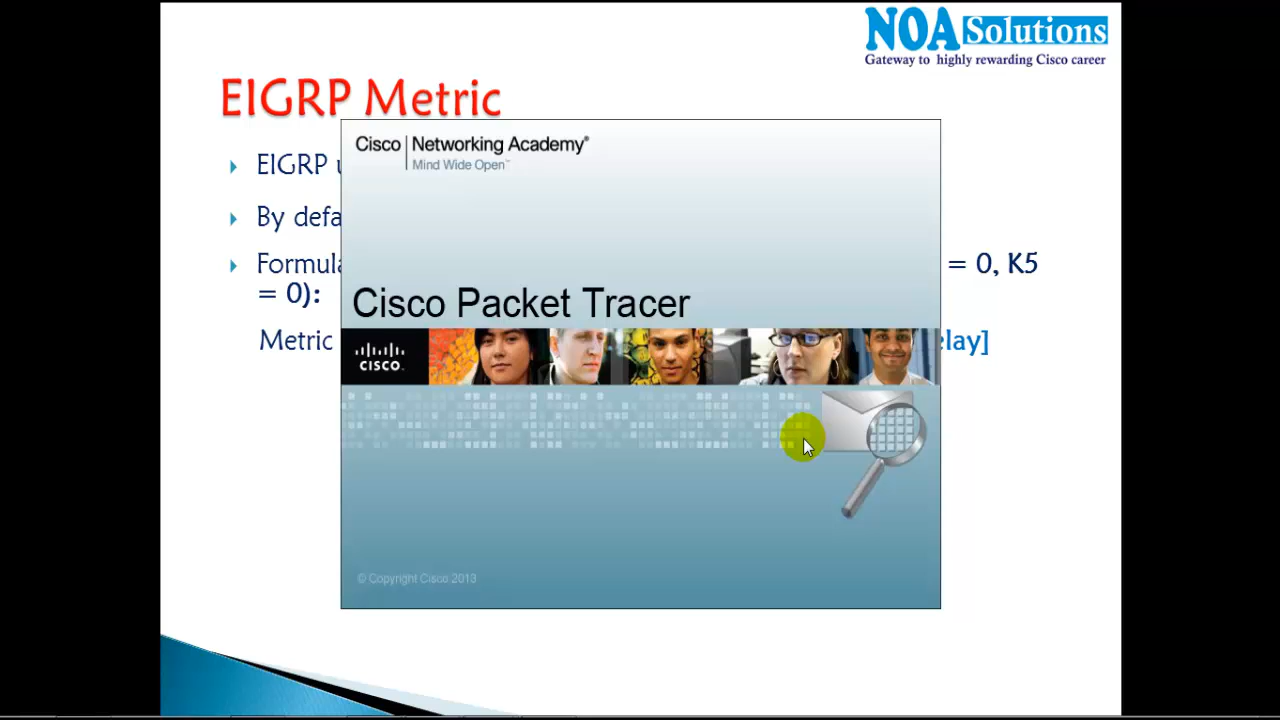 NOA Solutions
Gateway to highly rewarding Cisco career
EIGRP Metric
EIGRP
By defa
Formula
= 0, K5
= 0):
Metric
elay]
Cisco Networking Academy®
Mind Wide Open™
Cisco Packet Tracer
CISCO
© Copyright Cisco 2013